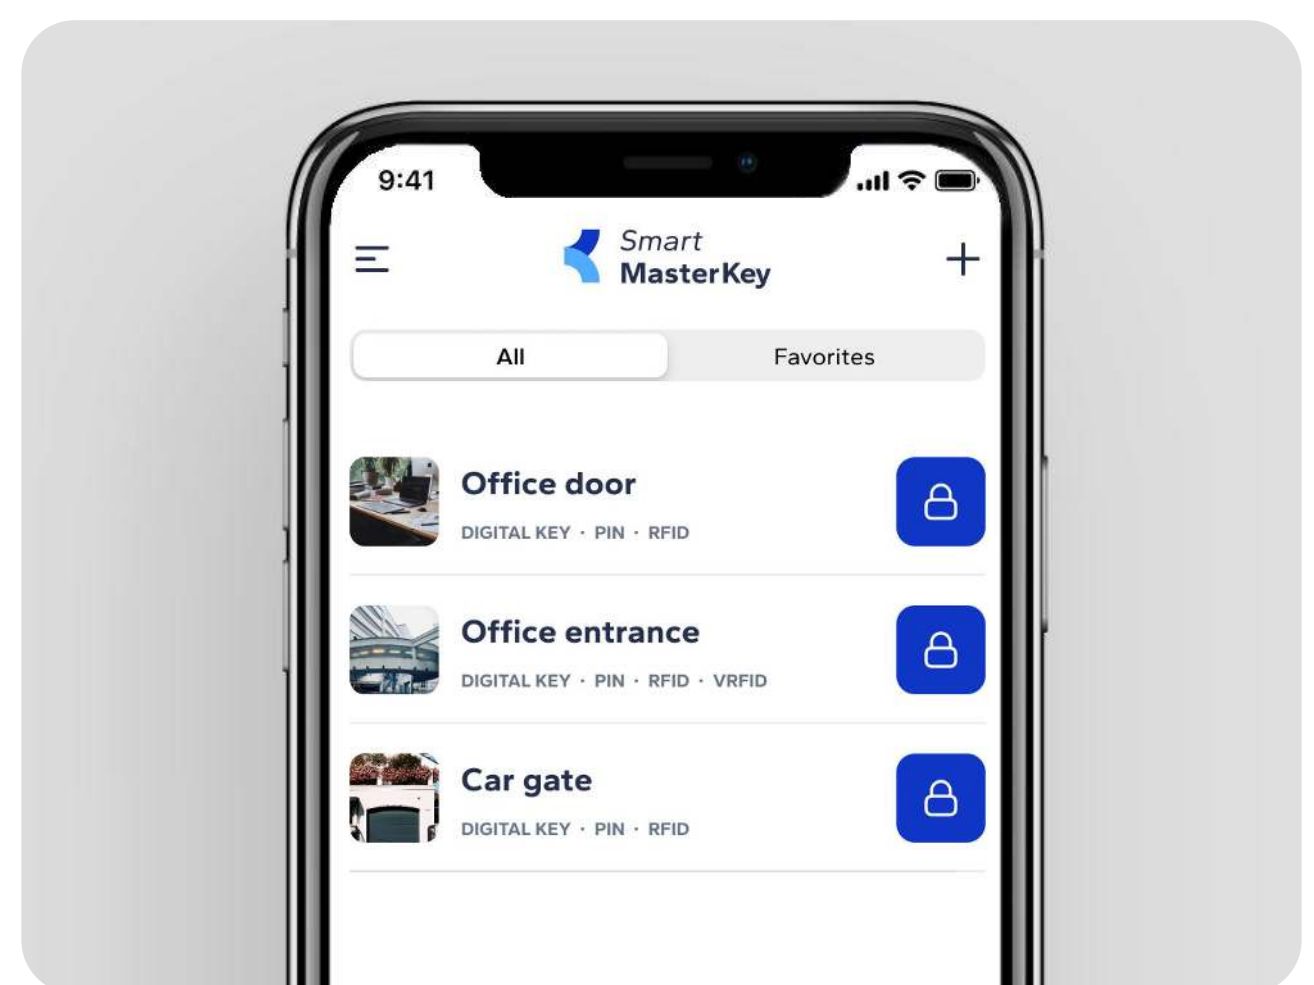 9:41
Smart
MasterKey
All
Favorites
Office door
DIGITAL KEY · PIN · RFID
Office entrance
DIGITAL KEY · PIN · RFID · VRFID
Car gate
DIGITAL KEY · PIN · RFID